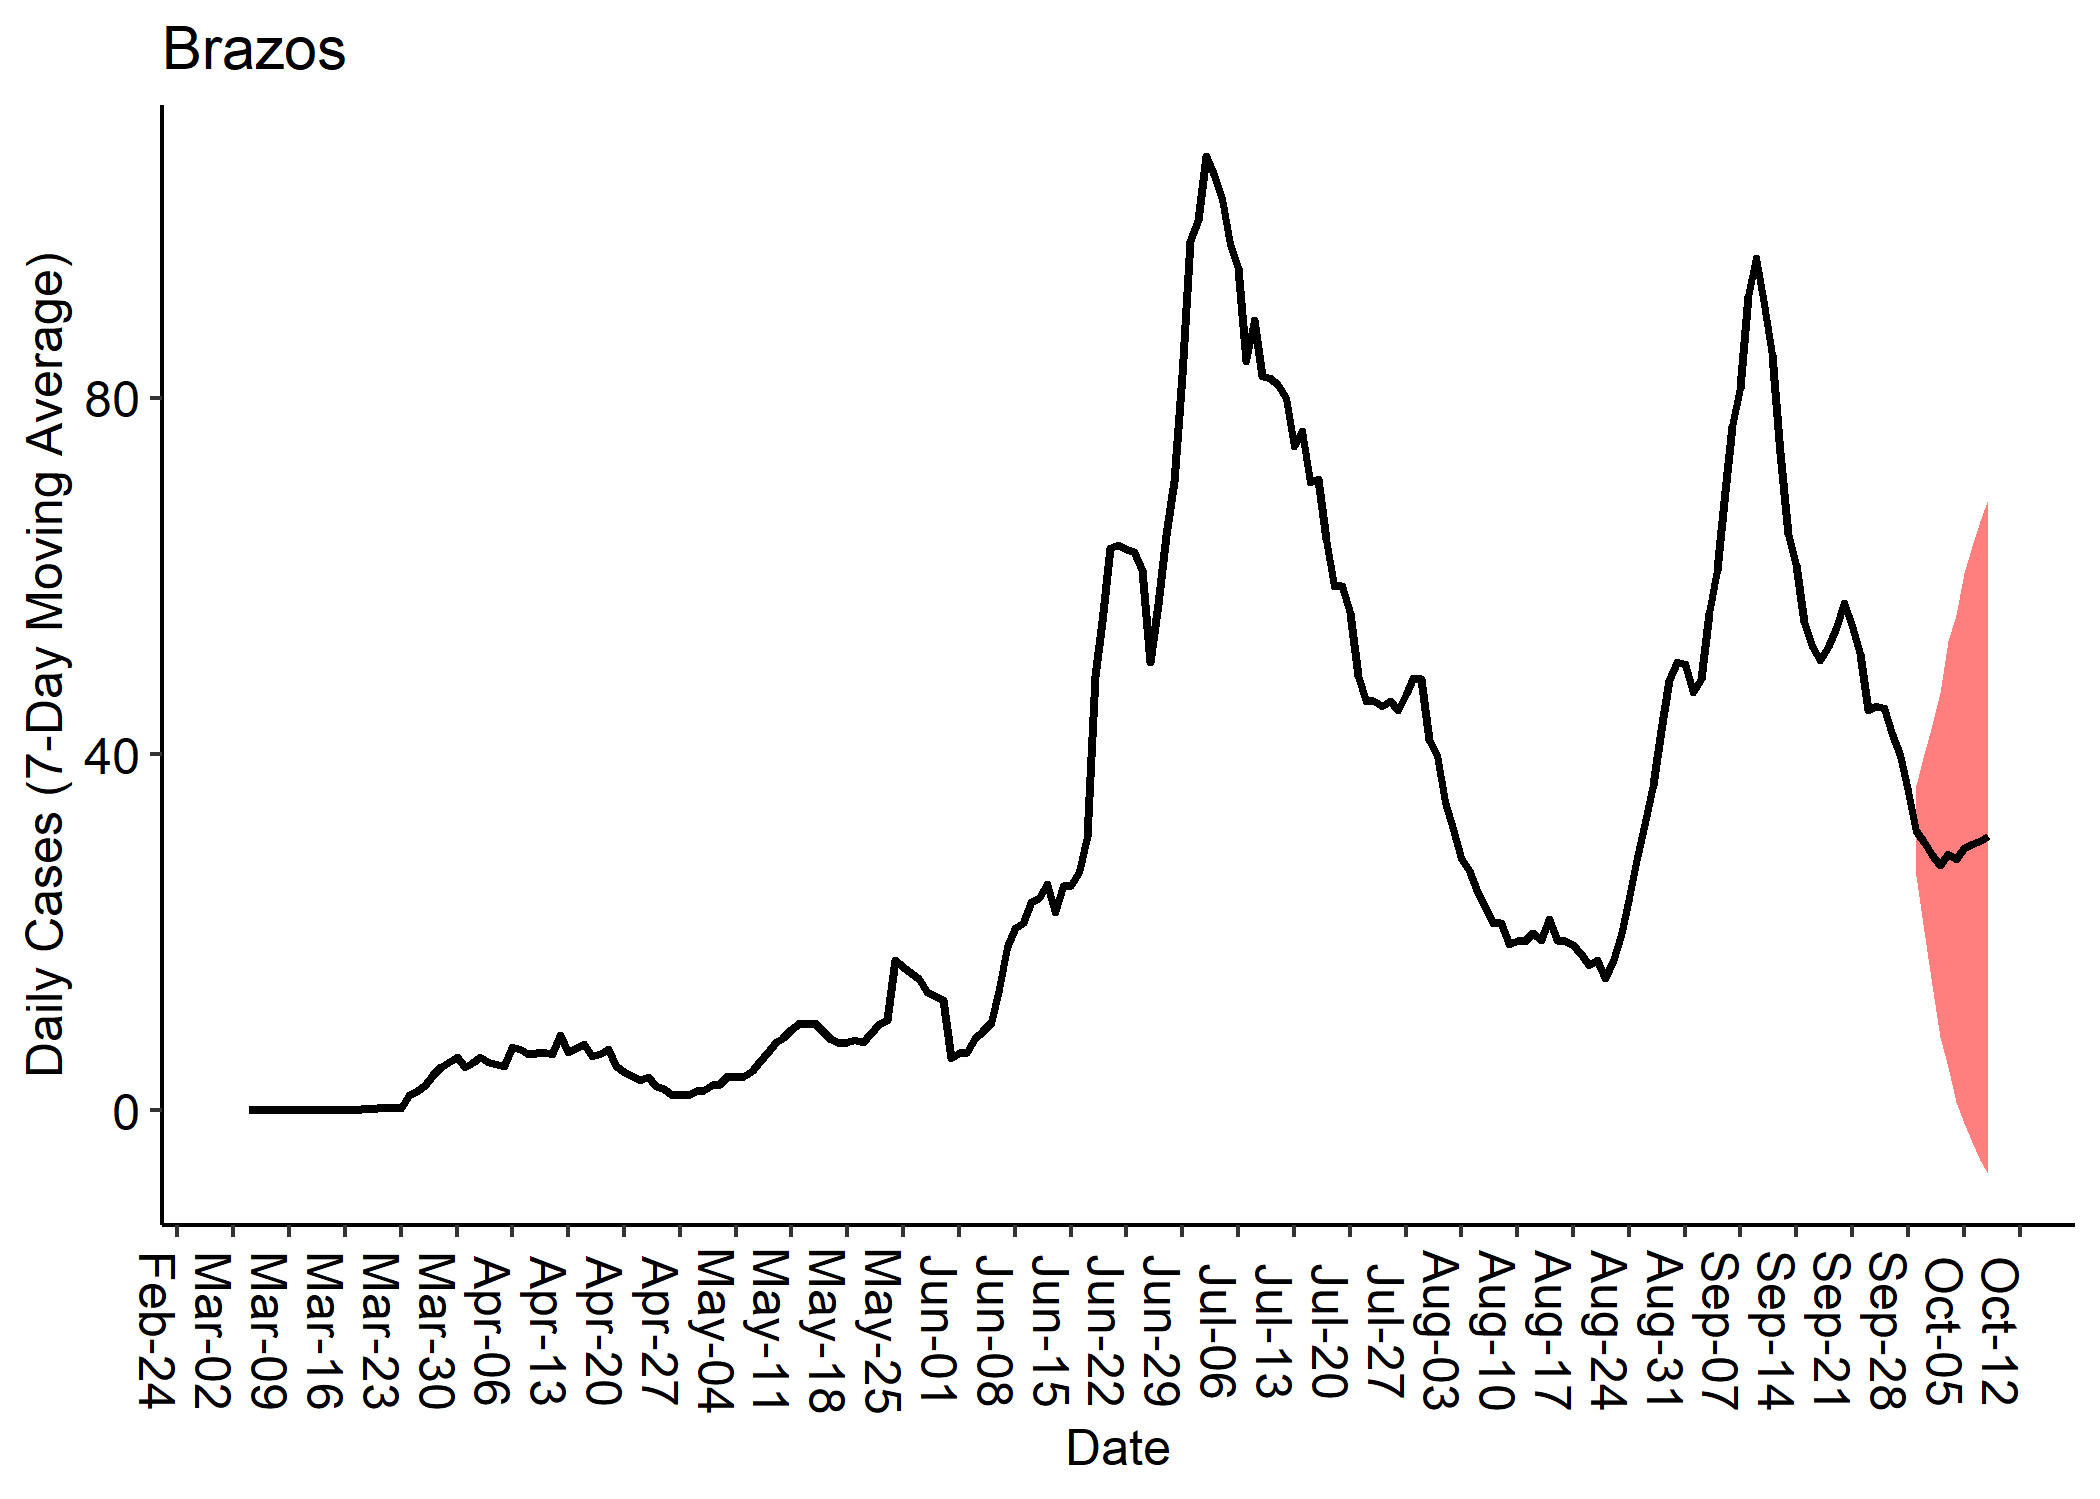 Brazos
Daily Cases (7-Day Moving Average)
80
40
0
Feb-24
Mar-02
Mar-09
Mar-16
Mar-23
Mar-30
Apr-06
Apr-13
Apr-20
Apr-27
May-04
May-11
May-18
May-25
Jun-01
Jun-08
Jun-15
Jun-22
Jun-29
Jul-06
Jul-13
Jul-20
Jul-27
Aug-03
Aug-10
Aug-17
Aug-24
Aug-31
Sep-07
Sep-14
Sep-21
Sep-28
Oct-05
Oct-12
Date